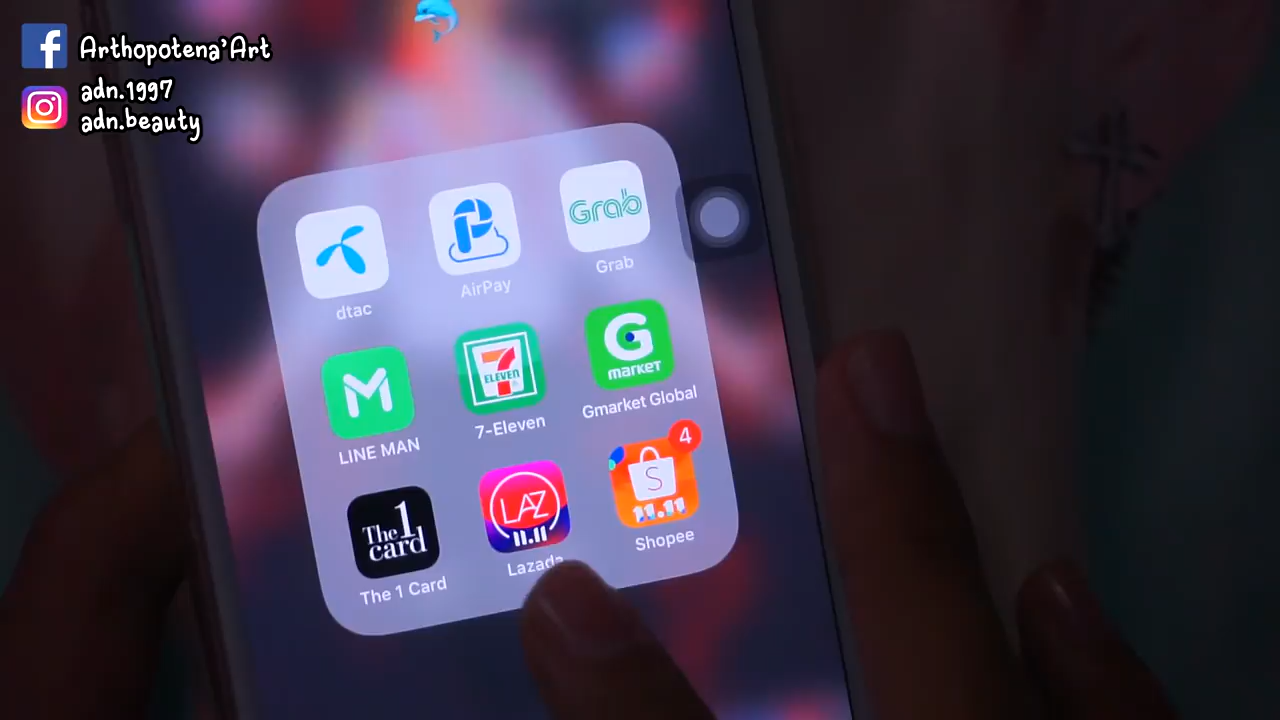 Arthopotena'Art
adn.1997
adn.beauty
Grab
dtac
AirPay
Grab
7
ELEVEN
G
MARKET
LINE MAN
7-Eleven
Gmarket Global
4
The 1
card
LAZ
11.11
S
11.11
The 1 Card
Lazada
Shopee